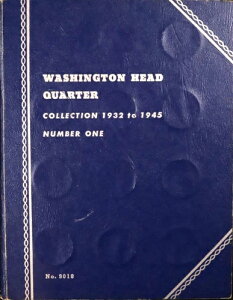 WASHINGTON HEAD
QUARTER
COLLECTION 1932 to 1945
NUMBER ONE
No. 9018